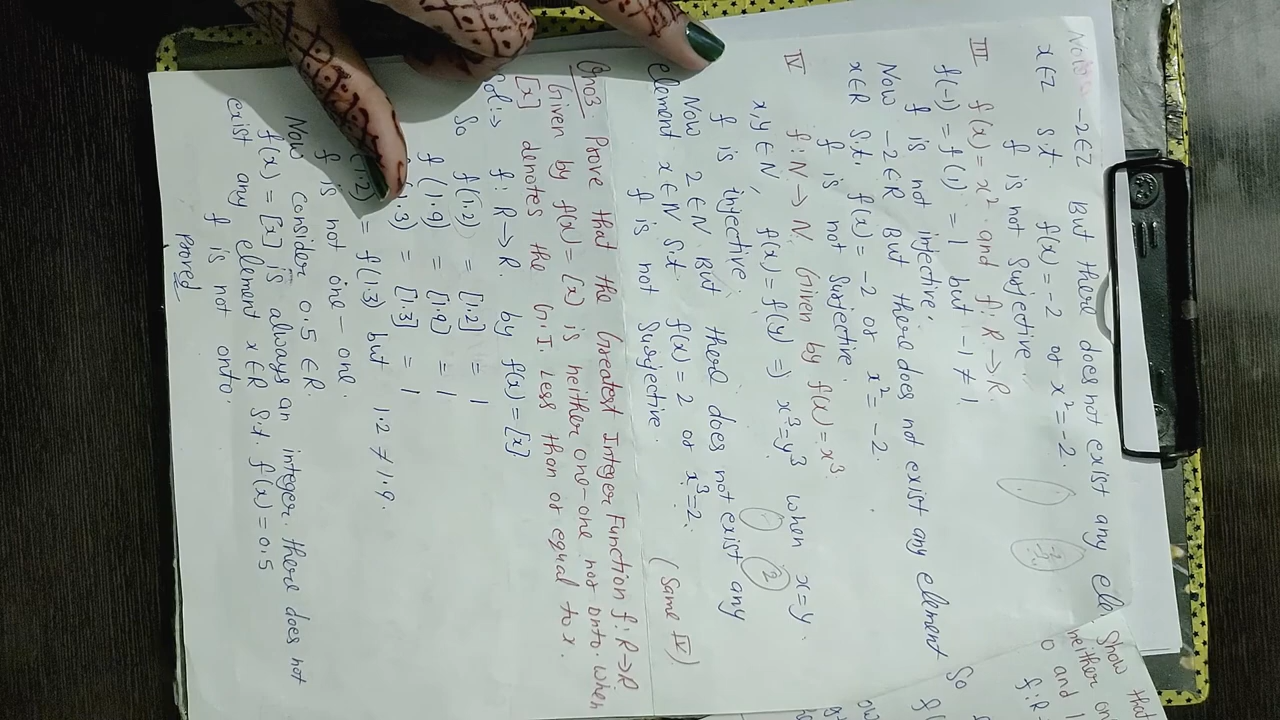 -2∈Z But there does not exist any ele
x∈Z s.t f(x) = -2 or x² = -2.
f is not Surjective.
III f(x) = x² and f: R → R.
f(-1) = f(1) = 1 but -1 ≠ 1.
f is not injective.
Now -2∈R But there does not exist any element
x∈R s.t. f(x) = -2 or x² = -2.
f is not Surjective.
IV f: N → N. Given by f(x) = x³.
x,y ∈ N, f(x) = f(y) => x³ = y³ when x = y.
f is injective.
Now 2∈N But there does not exist any
element x∈N s.t. f(x) = 2 or x³ = 2.
f is not Surjective. (Same IV)
Qno3. Prove that the Greatest Integer Function f: R→R
Given by f(x) = [x] is neither one-one nor onto. when
[x] denotes the G.I. Less than or equal to x.
Sol:→ f: R→R. by f(x) = [x]
So f(1.2) = [1.2] = 1
f(1.9) = [1.9] = 1
(1.3) = [1.3] = 1
(1.2) = f(1.3) but 1.2 ≠ 1.9.
f is not one-one.
Now consider 0.5∈R.
f(x) = [x] is always an integer. there does not
exist any element x∈R s.t f(x) = 0.5
f is not onto.
Proved
Show that
neither on
0 and 1
f: R
So
f(